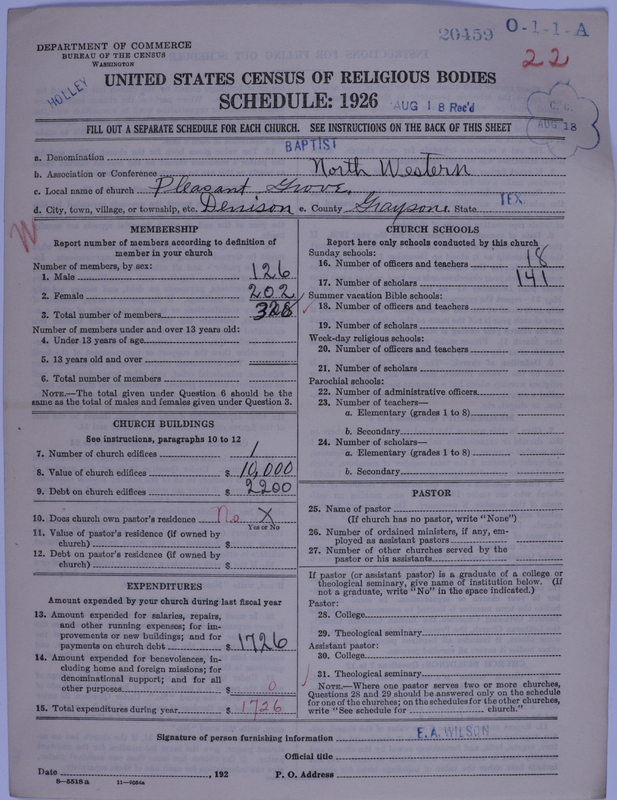 20459 O-1-1-A
22
DEPARTMENT OF COMMERCE
BUREAU OF THE CENSUS
WASHINGTON
HOLLEY
UNITED STATES CENSUS OF RELIGIOUS BODIES
SCHEDULE: 1926
AUG 18 Rec'd
C. C.
AUG 18
FILL OUT A SEPARATE SCHEDULE FOR EACH CHURCH. SEE INSTRUCTIONS ON THE BACK OF THIS SHEET
a. Denomination BAPTIST
b. Association or Conference North Western
c. Local name of church Pleasant Grove,
d. City, town, village, or township, etc. Denison e. County Grayson f. State TEX
W
MEMBERSHIP
Report number of members according to definition of
member in your church
Number of members, by sex:
1. Male 126
2. Female 202
3. Total number of members 328
Number of members under and over 13 years old:
4. Under 13 years of age
5. 13 years old and over
6. Total number of members
NOTE.—The total given under Question 6 should be the
same as the total of males and females given under Question 3.
CHURCH BUILDINGS
See instructions, paragraphs 10 to 12
7. Number of church edifices 1
8. Value of church edifices $10,000
9. Debt on church edifices $2200
10. Does church own pastor's residence No X
Yes or No
11. Value of pastor's residence (if owned by
church) $
12. Debt on pastor's residence (if owned by
church) $
EXPENDITURES
Amount expended by your church during last fiscal year
13. Amount expended for salaries, repairs,
and other running expenses; for im-
provements or new buildings; and for
payments on church debt $1726
14. Amount expended for benevolences, in-
cluding home and foreign missions; for
denominational support; and for all
other purposes $ 0
15. Total expenditures during year $ 1726
CHURCH SCHOOLS
Report here only schools conducted by this church
Sunday schools:
16. Number of officers and teachers 18
17. Number of scholars 141
Summer vacation Bible schools:
18. Number of officers and teachers
19. Number of scholars
Week-day religious schools:
20. Number of officers and teachers
21. Number of scholars
Parochial schools:
22. Number of administrative officers
23. Number of teachers—
a. Elementary (grades 1 to 8)
b. Secondary
24. Number of scholars—
a. Elementary (grades 1 to 8)
b. Secondary
PASTOR
25. Name of pastor
(If church has no pastor, write "None")
26. Number of ordained ministers, if any, em-
ployed as assistant pastors
27. Number of other churches served by the
pastor or his assistants
If pastor (or assistant pastor) is a graduate of a college or
theological seminary, give name of institution below. (If
not a graduate, write "No" in the space indicated.)
Pastor:
28. College
29. Theological seminary
Assistant pastor:
30. College
31. Theological seminary
NOTE.—Where one pastor serves two or more churches,
Questions 28 and 29 should be answered only on the schedule
for one of the churches; on the schedules for the other churches,
write "See schedule for church."
Signature of person furnishing information E. A. WILSON
Official title
Date , 192 P. O. Address
8-5518a 11-9064a